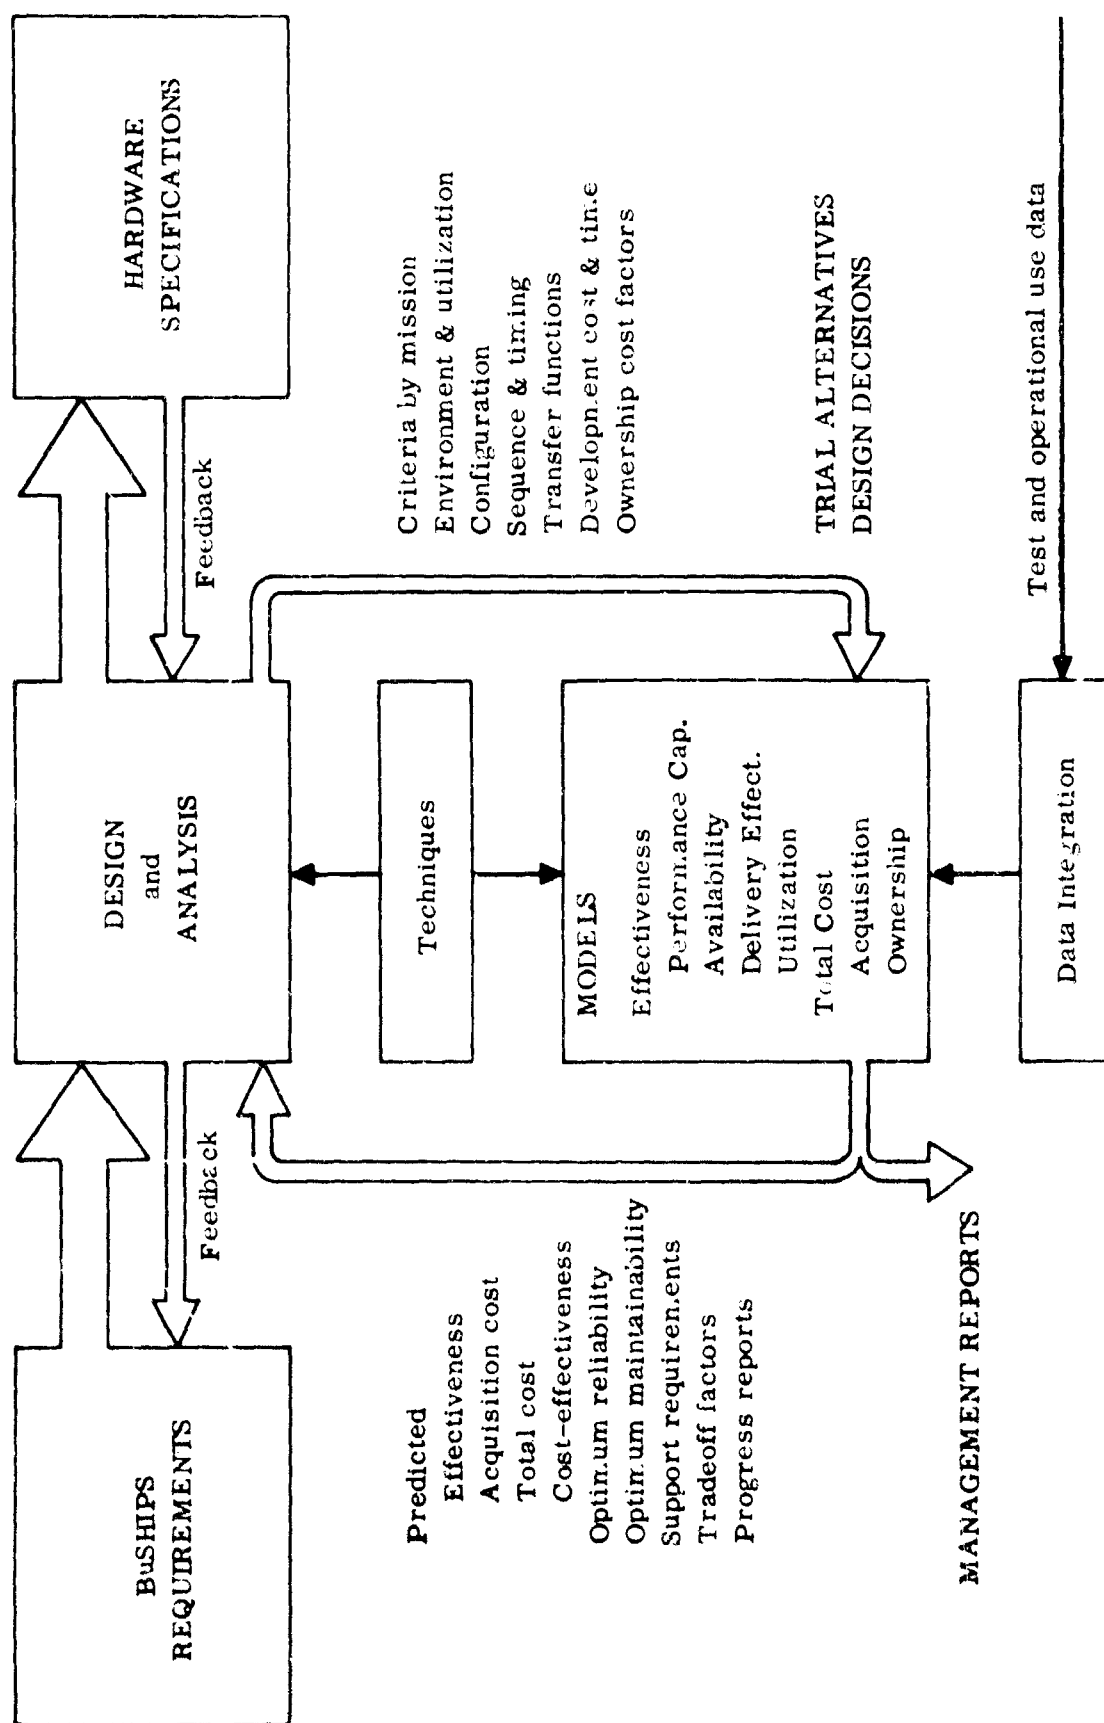 BuSHIPS
REQUIREMENTS
Feedback
DESIGN
and
ANALYSIS
Feedback
HARDWARE
SPECIFICATIONS
Predicted
Effectiveness
Acquisition cost
Total cost
Cost-effectiveness
Optimum reliability
Optimum maintainability
Support requirements
Tradeoff factors
Progress reports
MANAGEMENT REPORTS
Techniques
MODELS
Effectiveness
Performance Cap.
Availability
Delivery Effect.
Utilization
Total Cost
Acquisition
Ownership
Data Integration
Criteria by mission
Environment & utilization
Configuration
Sequence & timing
Transfer functions
Development cost & time
Ownership cost factors
TRIAL ALTERNATIVES
DESIGN DECISIONS
Test and operational use data